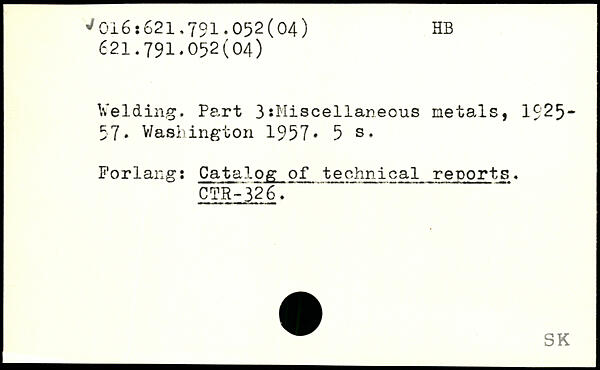 ✓016:621.791.052(04) HB
621.791.052(04)
Welding. Part 3:Miscellaneous metals, 1925-
57. Washington 1957. 5 s.
Forlang: Catalog of technical reports.
CTR-326.
SK